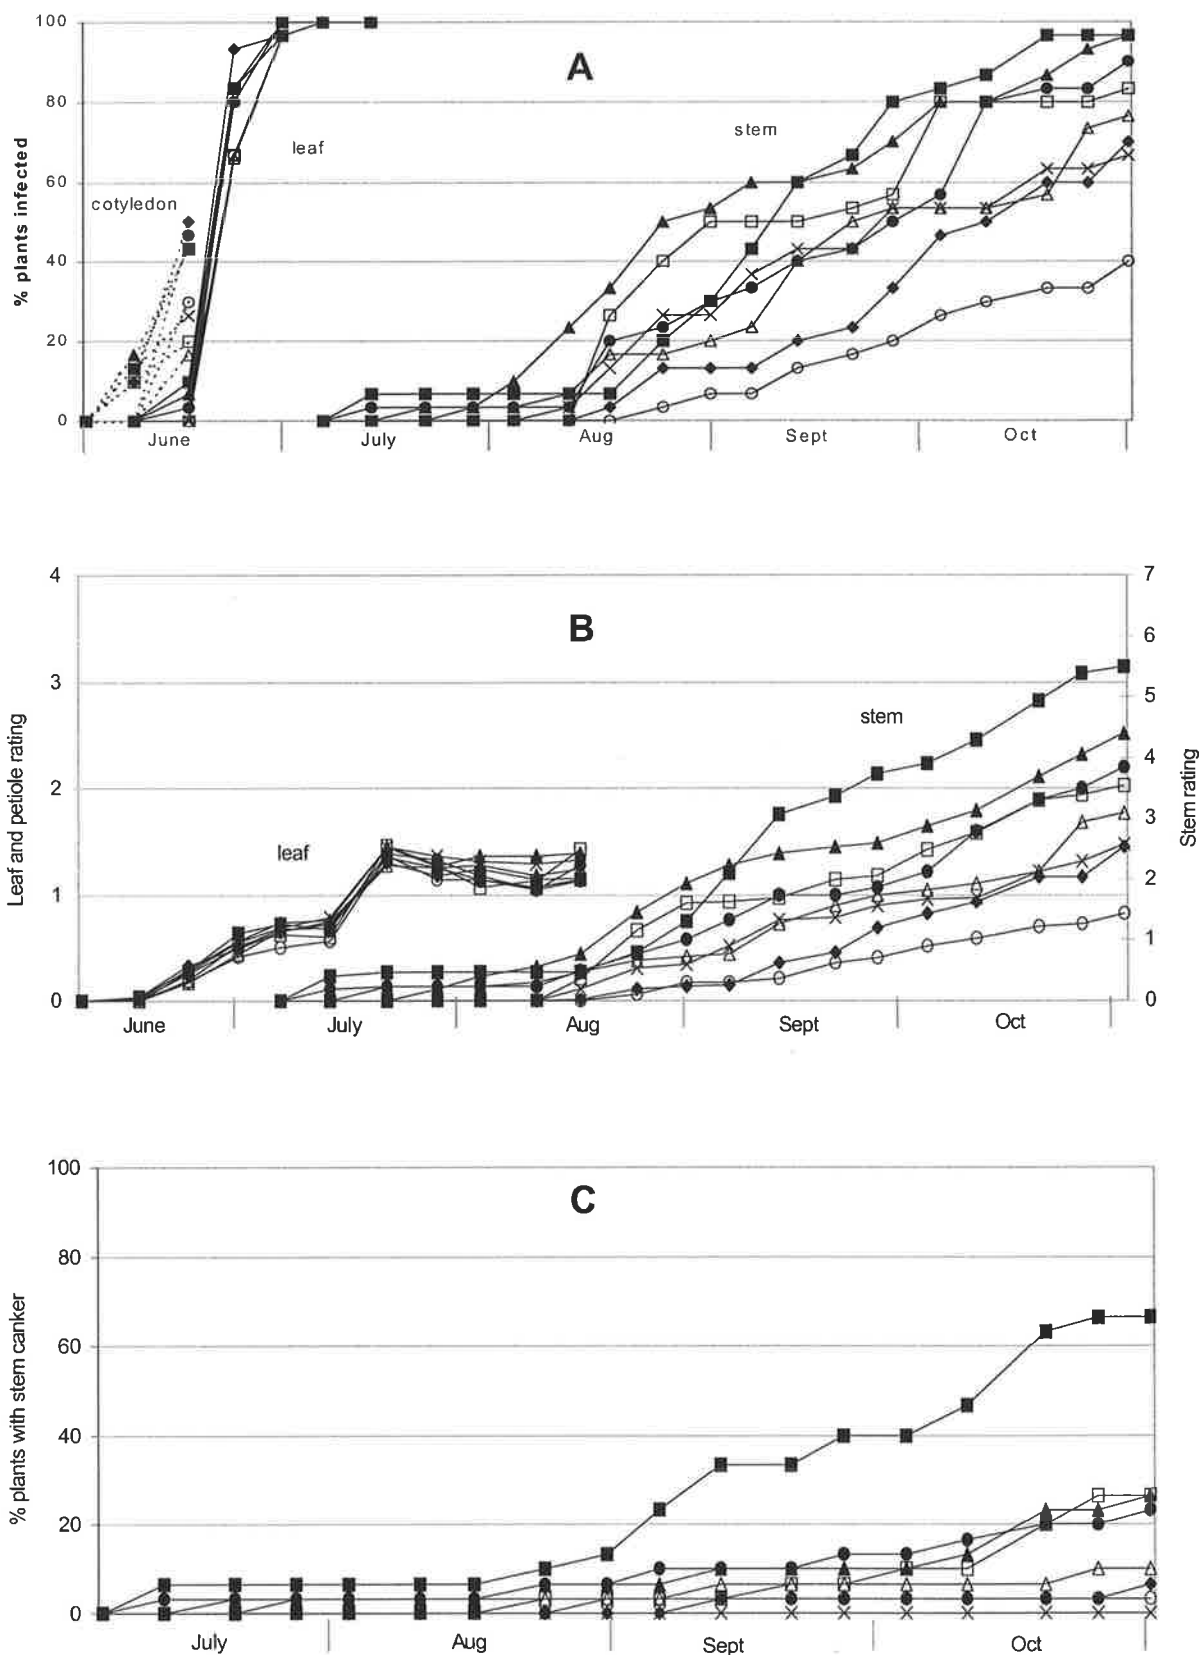 A
100
80
60
40
20
0
% plants infected
cotyledon
leaf
stem
June
July
Aug
Sept
Oct
B
4
3
2
1
0
Leaf and petiole rating
leaf
stem
7
6
5
4
3
2
1
0
Stem rating
June
July
Aug
Sept
Oct
C
100
80
60
40
20
0
% plants with stem canker
July
Aug
Sept
Oct